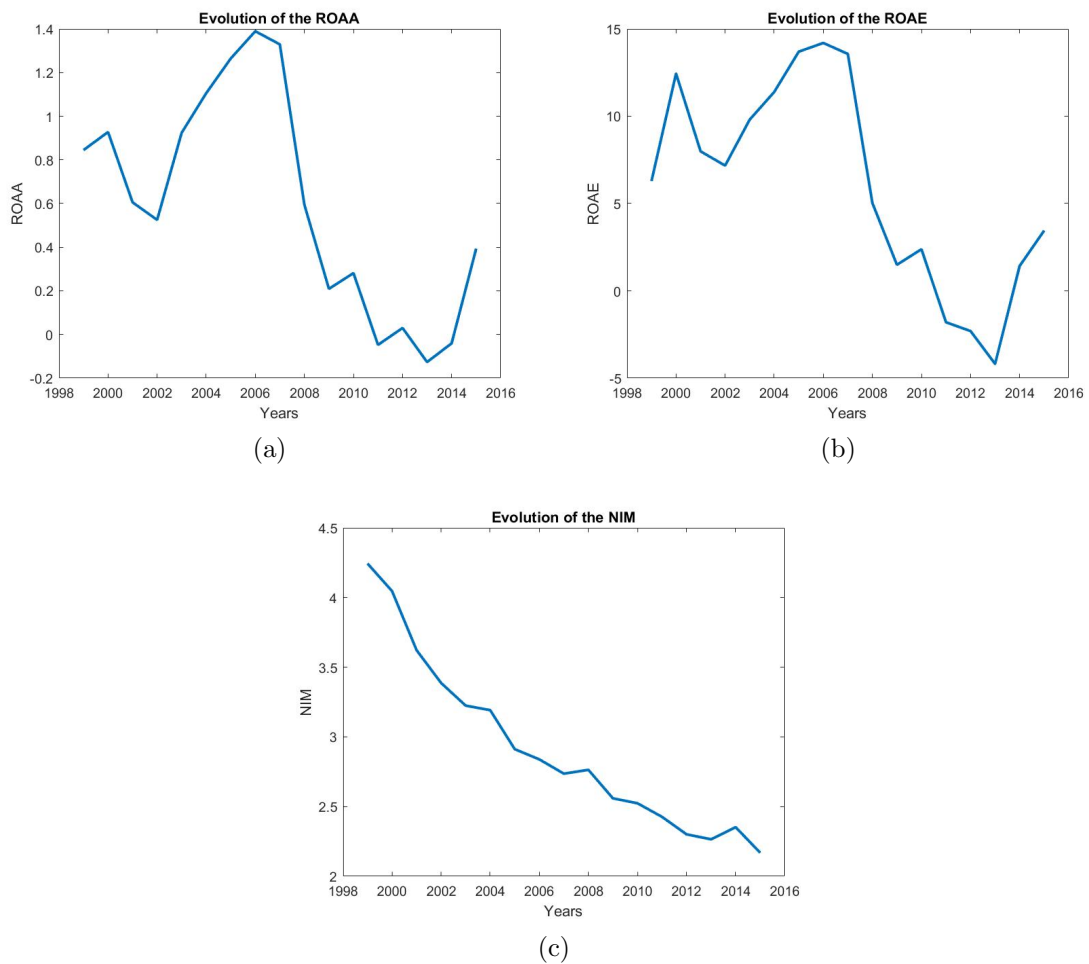 Evolution of the ROAA
1.4
1.2
1
0.8
0.6
0.4
0.2
0
-0.2
ROAA
1998 2000 2002 2004 2006 2008 2010 2012 2014 2016
Years
(a)
Evolution of the ROAE
15
10
5
0
-5
ROAE
1998 2000 2002 2004 2006 2008 2010 2012 2014 2016
Years
(b)
Evolution of the NIM
4.5
4
3.5
3
2.5
2
NIM
1998 2000 2002 2004 2006 2008 2010 2012 2014 2016
Years
(c)